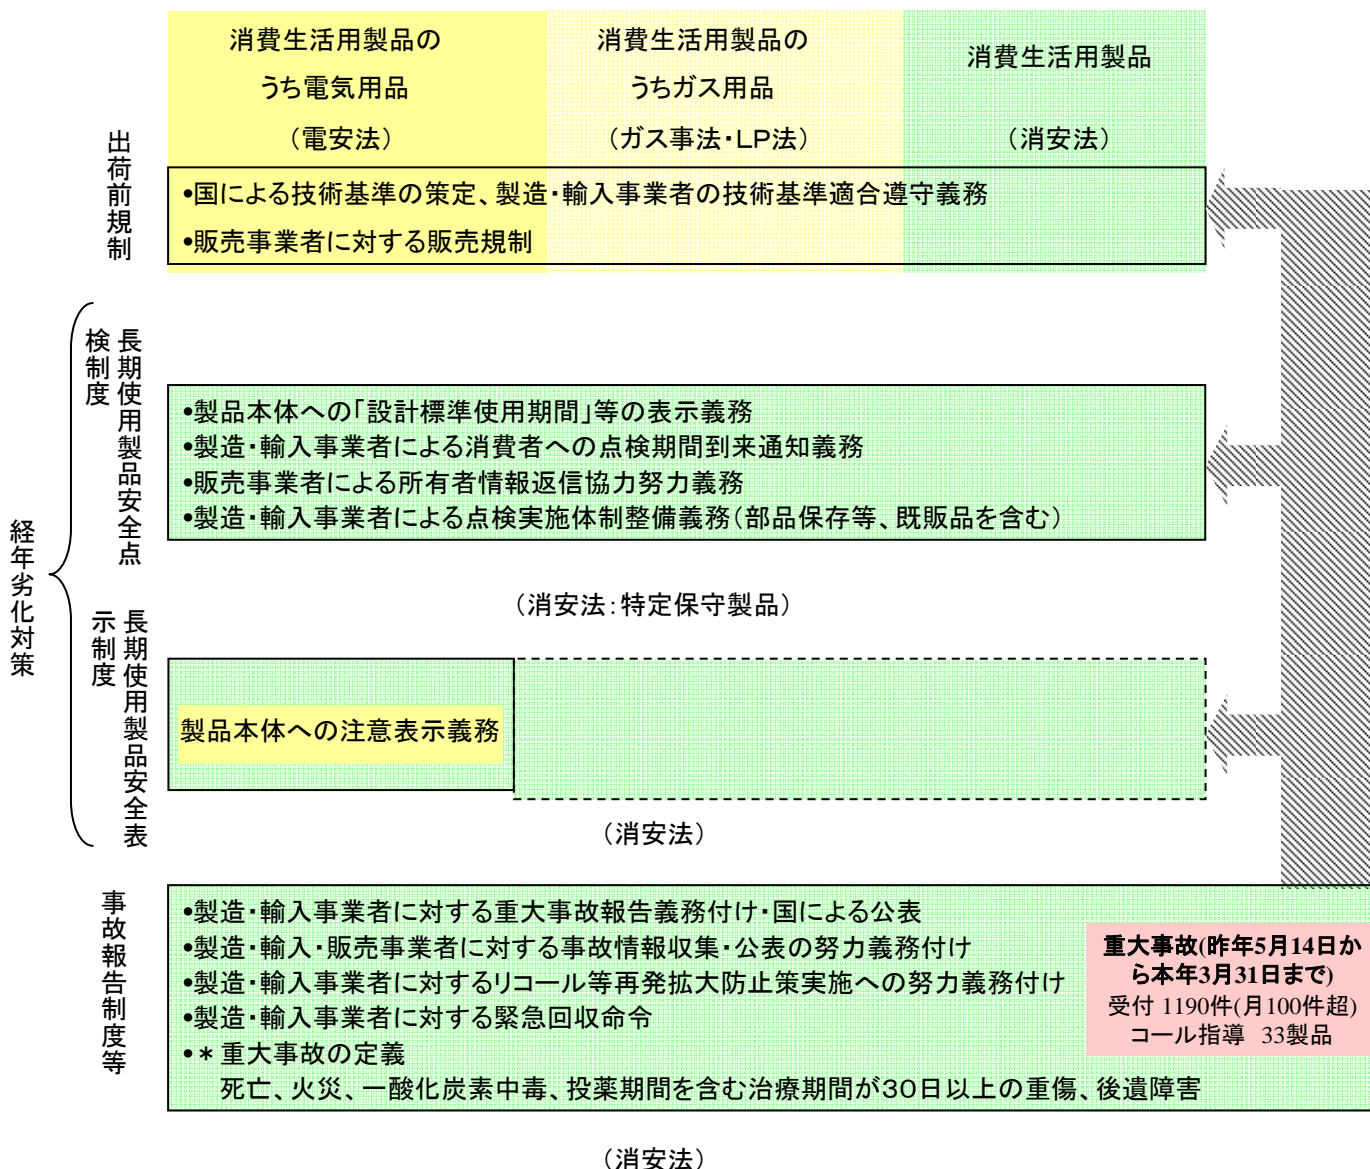 消費生活用製品の
うち電気用品
(電安法)
消費生活用製品の
うちガス用品
(ガス事法・LP法)
消費生活用製品
(消安法)
出荷前規制
•国による技術基準の策定、製造・輸入事業者の技術基準適合遵守義務
•販売事業者に対する販売規制
経年劣化対策
長期使用製品安全点
検制度
•製品本体への「設計標準使用期間」等の表示義務
•製造・輸入事業者による消費者への点検期間到来通知義務
•販売事業者による所有者情報返信協力努力義務
•製造・輸入事業者による点検実施体制整備義務(部品保存等、既販品を含む)
(消安法:特定保守製品)
長期使用製品安全表
示制度
製品本体への注意表示義務
(消安法)
事故報告制度等
•製造・輸入事業者に対する重大事故報告義務付け・国による公表
•製造・輸入・販売事業者に対する事故情報収集・公表の努力義務付け
•製造・輸入事業者に対するリコール等再発拡大防止策実施への努力義務付け
•製造・輸入事業者に対する緊急回収命令
•＊重大事故の定義
死亡、火災、一酸化炭素中毒、投薬期間を含む治療期間が30日以上の重傷、後遺障害
重大事故(昨年5月14日か
ら本年3月31日まで)
受付 1190件(月100件超)
コール指導 33製品
(消安法)